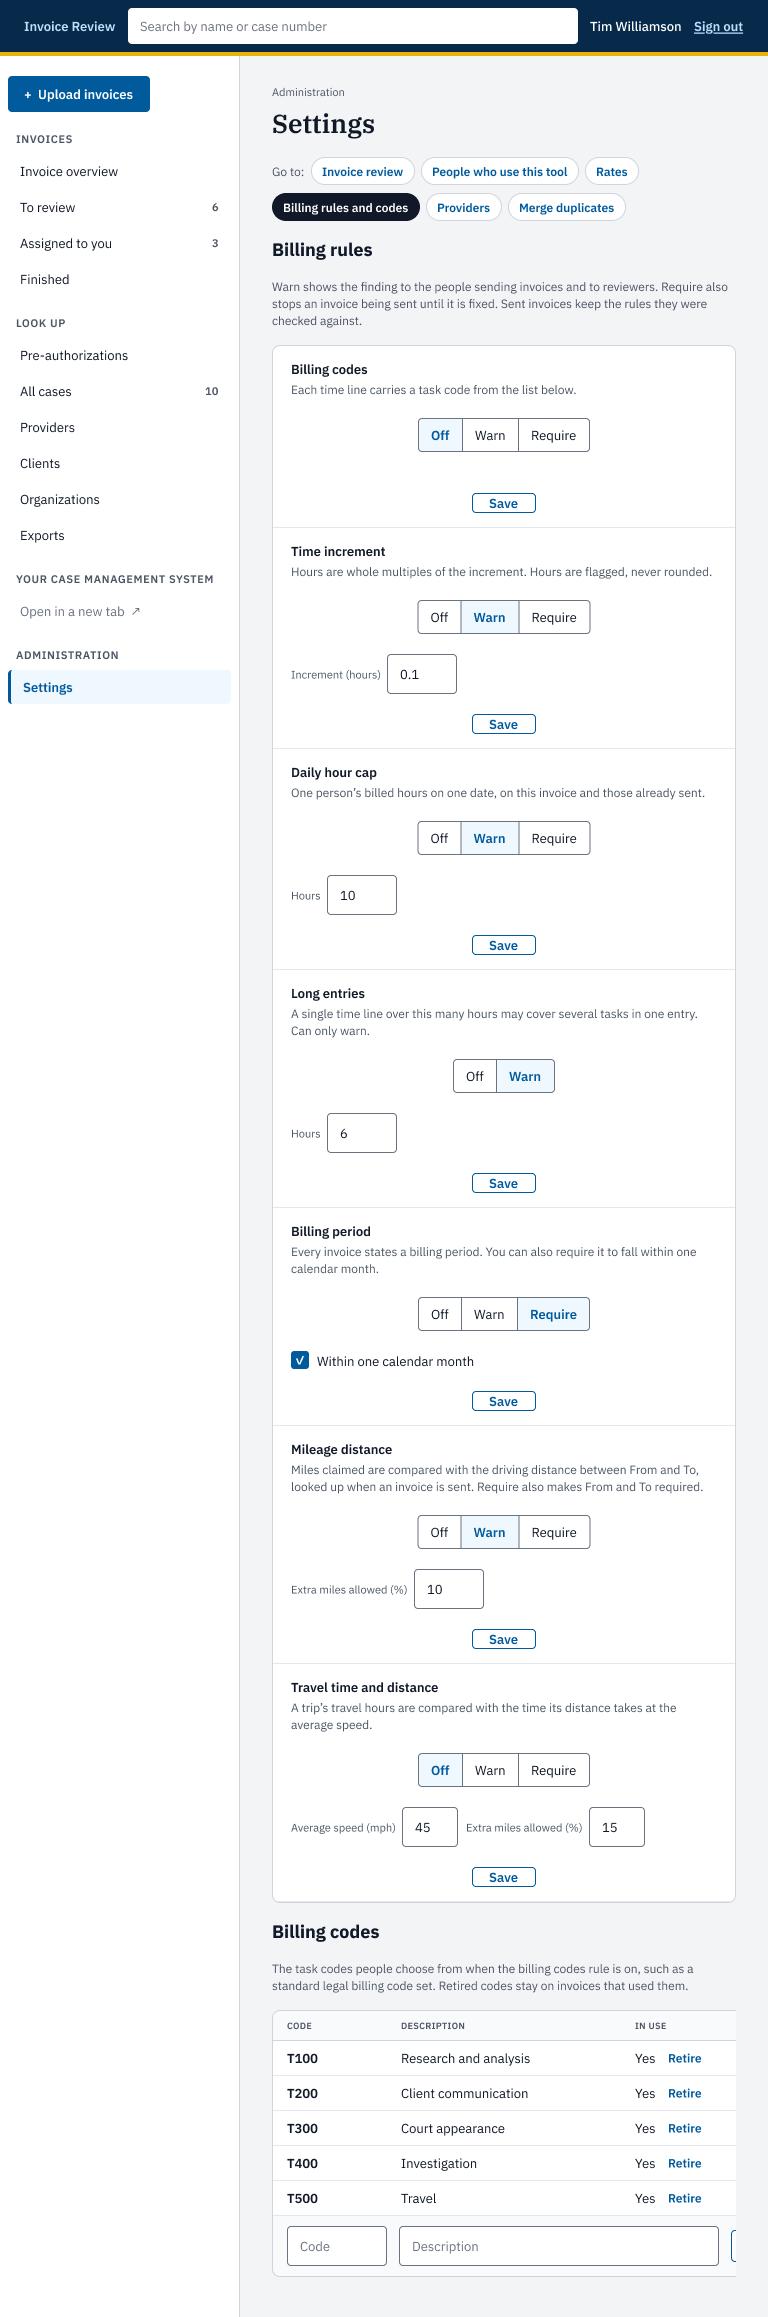 Invoice Review
Search by name or case number
Tim Williamson
Sign out
+ Upload invoices
INVOICES
Invoice overview
To review 6
Assigned to you 3
Finished
LOOK UP
Pre-authorizations
All cases 10
Providers
Clients
Organizations
Exports
YOUR CASE MANAGEMENT SYSTEM
Open in a new tab ↗
ADMINISTRATION
Settings
Administration
Settings
Go to: Invoice review People who use this tool Rates
Billing rules and codes Providers Merge duplicates
Billing rules
Warn shows the finding to the people sending invoices and to reviewers. Require also
stops an invoice being sent until it is fixed. Sent invoices keep the rules they were
checked against.
Billing codes
Each time line carries a task code from the list below.
Off Warn Require
Save
Time increment
Hours are whole multiples of the increment. Hours are flagged, never rounded.
Off Warn Require
Increment (hours) 0.1
Save
Daily hour cap
One person's billed hours on one date, on this invoice and those already sent.
Off Warn Require
Hours 10
Save
Long entries
A single time line over this many hours may cover several tasks in one entry.
Can only warn.
Off Warn
Hours 6
Save
Billing period
Every invoice states a billing period. You can also require it to fall within one
calendar month.
Off Warn Require
Within one calendar month
Save
Mileage distance
Miles claimed are compared with the driving distance between From and To,
looked up when an invoice is sent. Require also makes From and To required.
Off Warn Require
Extra miles allowed (%) 10
Save
Travel time and distance
A trip's travel hours are compared with the time its distance takes at the
average speed.
Off Warn Require
Average speed (mph) 45 Extra miles allowed (%) 15
Save
Billing codes
The task codes people choose from when the billing codes rule is on, such as a
standard legal billing code set. Retired codes stay on invoices that used them.
CODE DESCRIPTION IN USE
T100 Research and analysis Yes Retire
T200 Client communication Yes Retire
T300 Court appearance Yes Retire
T400 Investigation Yes Retire
T500 Travel Yes Retire
Code Description